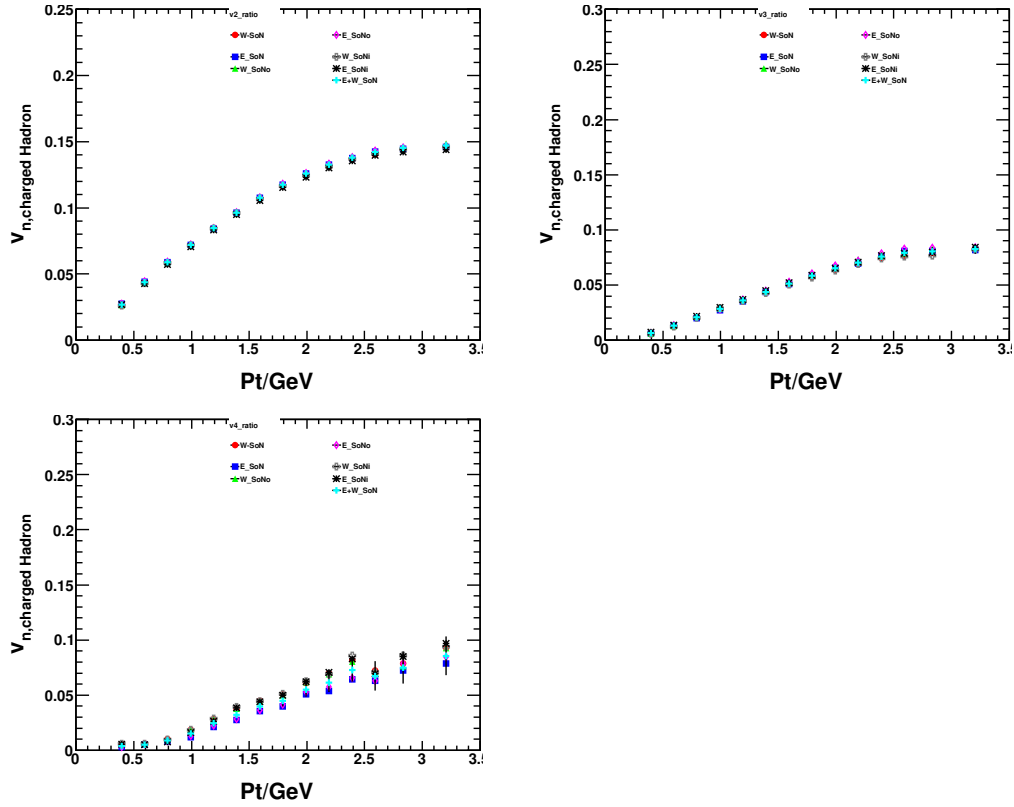 v2_ratio
W-SoN
E_SoNo
E_SoN
W_SoNi
W_SoNo
E_SoNi
E+W_SoN
0.25
0.2
0.15
0.1
0.05
0
v_{n,charged Hadron}
0 0.5 1 1.5 2 2.5 3 3.5
Pt/GeV
v3_ratio
W-SoN
E_SoNo
E_SoN
W_SoNi
W_SoNo
E_SoNi
E+W_SoN
0.3
0.25
0.2
0.15
0.1
0.05
0
v_{n,charged Hadron}
0 0.5 1 1.5 2 2.5 3 3.5
Pt/GeV
v4_ratio
W-SoN
E_SoNo
E_SoN
W_SoNi
W_SoNo
E_SoNi
E+W_SoN
0.3
0.25
0.2
0.15
0.1
0.05
0
v_{n,charged Hadron}
0 0.5 1 1.5 2 2.5 3 3.5
Pt/GeV